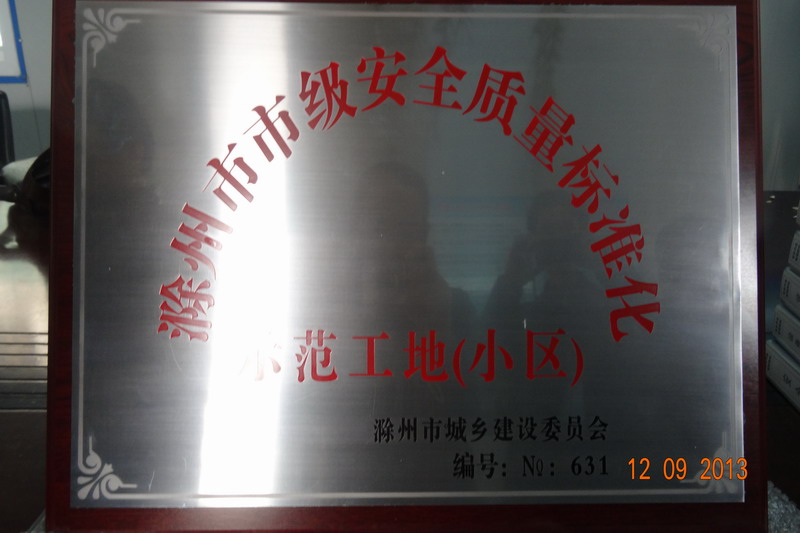 滁州市市级安全质量标准化
示范工地(小区)
滁州市城乡建设委员会
编号: №: 631
12 09 2013